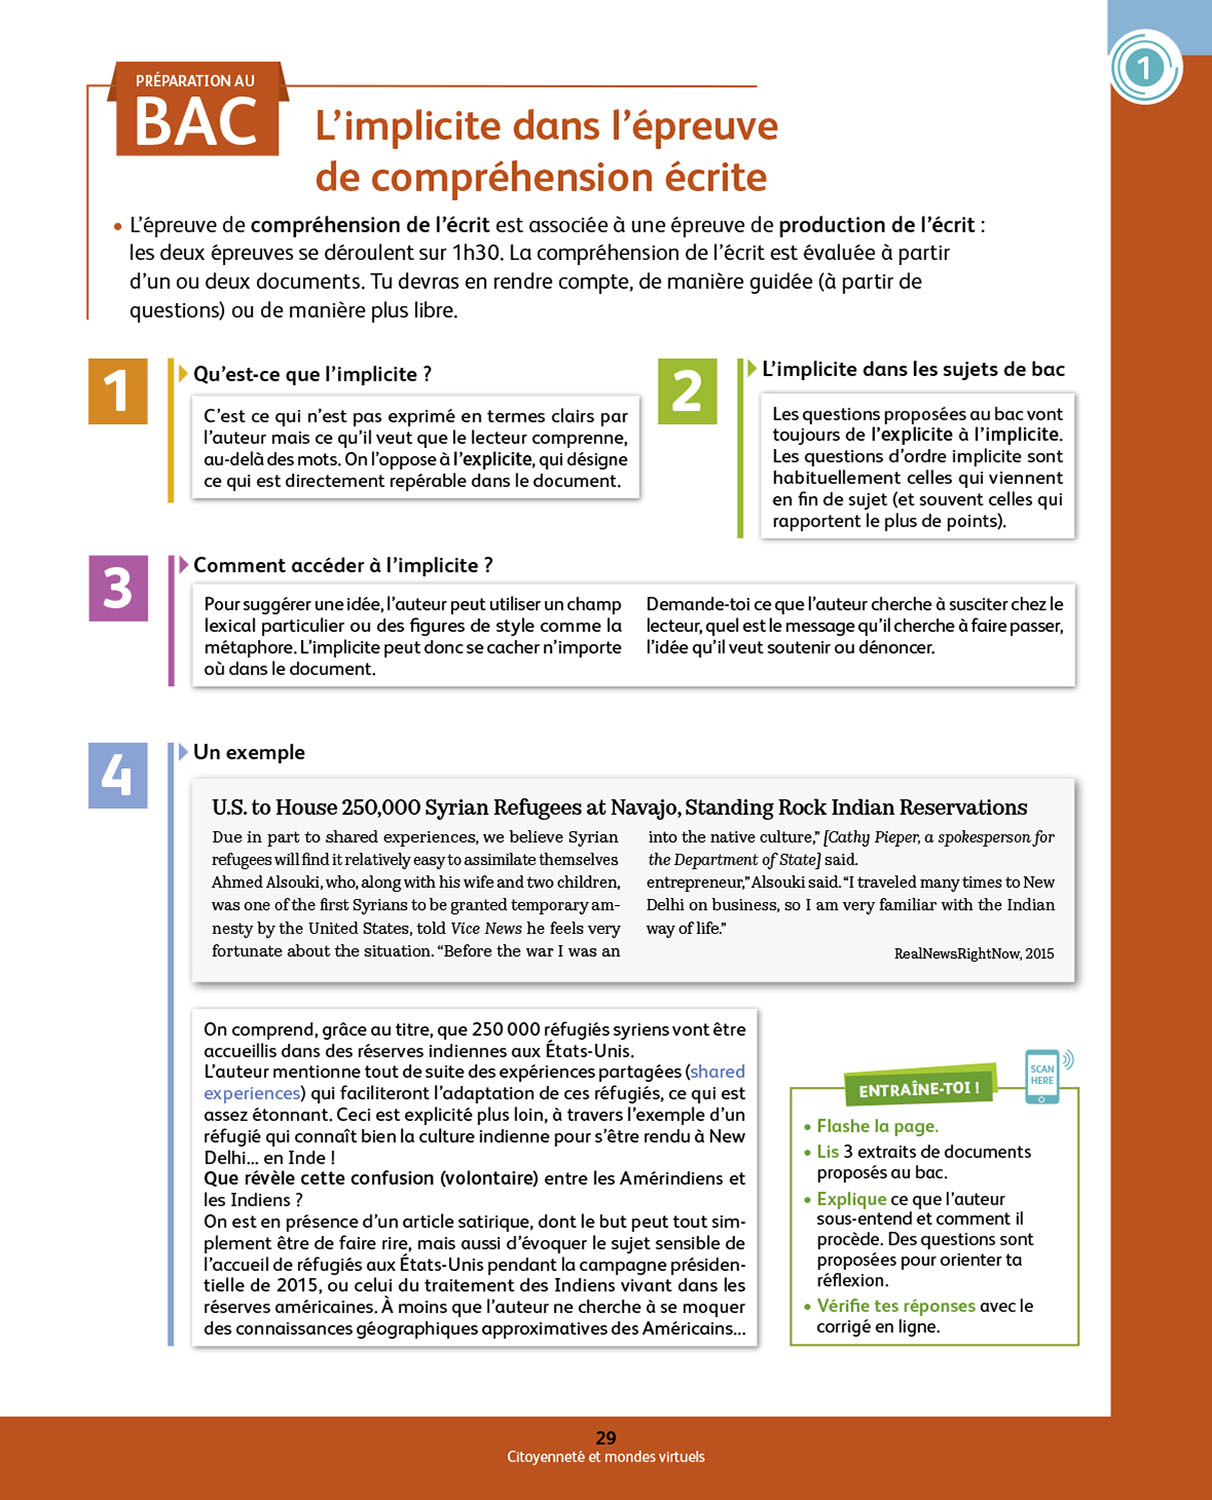 1
PRÉPARATION AU
BAC
L'implicite dans l'épreuve
de compréhension écrite
• L'épreuve de compréhension de l'écrit est associée à une épreuve de production de l'écrit :
les deux épreuves se déroulent sur 1h30. La compréhension de l'écrit est évaluée à partir
d'un ou deux documents. Tu devras en rendre compte, de manière guidée (à partir de
questions) ou de manière plus libre.
1
Qu'est-ce que l'implicite ?
C'est ce qui n'est pas exprimé en termes clairs par
l'auteur mais ce qu'il veut que le lecteur comprenne,
au-delà des mots. On l'oppose à l'explicite, qui désigne
ce qui est directement repérable dans le document.
2
L'implicite dans les sujets de bac
Les questions proposées au bac vont
toujours de l'explicite à l'implicite.
Les questions d'ordre implicite sont
habituellement celles qui viennent
en fin de sujet (et souvent celles qui
rapportent le plus de points).
3
Comment accéder à l'implicite ?
Pour suggérer une idée, l'auteur peut utiliser un champ
lexical particulier ou des figures de style comme la
métaphore. L'implicite peut donc se cacher n'importe
où dans le document.
Demande-toi ce que l'auteur cherche à susciter chez le
lecteur, quel est le message qu'il cherche à faire passer,
l'idée qu'il veut soutenir ou dénoncer.
4
Un exemple
U.S. to House 250,000 Syrian Refugees at Navajo, Standing Rock Indian Reservations
Due in part to shared experiences, we believe Syrian
refugees will find it relatively easy to assimilate themselves
Ahmed Alsouki, who, along with his wife and two children,
was one of the first Syrians to be granted temporary am-
nesty by the United States, told Vice News he feels very
fortunate about the situation. “Before the war I was an
into the native culture,” [Cathy Pieper, a spokesperson for
the Department of State] said.
entrepreneur,” Alsouki said. “I traveled many times to New
Delhi on business, so I am very familiar with the Indian
way of life.”
RealNewsRightNow, 2015
On comprend, grâce au titre, que 250 000 réfugiés syriens vont être
accueillis dans des réserves indiennes aux États-Unis.
L'auteur mentionne tout de suite des expériences partagées (shared
experiences) qui faciliteront l'adaptation de ces réfugiés, ce qui est
assez étonnant. Ceci est explicité plus loin, à travers l'exemple d'un
réfugié qui connaît bien la culture indienne pour s'être rendu à New
Delhi... en Inde !
Que révèle cette confusion (volontaire) entre les Amérindiens et
les Indiens ?
On est en présence d'un article satirique, dont le but peut tout sim-
plement être de faire rire, mais aussi d'évoquer le sujet sensible de
l'accueil de réfugiés aux États-Unis pendant la campagne présiden-
tielle de 2015, ou celui du traitement des Indiens vivant dans les
réserves américaines. À moins que l'auteur ne cherche à se moquer
des connaissances géographiques approximatives des Américains...
SCAN
HERE
ENTRAÎNE-TOI !
• Flashe la page.
• Lis 3 extraits de documents
proposés au bac.
• Explique ce que l'auteur
sous-entend et comment il
procède. Des questions sont
proposées pour orienter ta
réflexion.
• Vérifie tes réponses avec le
corrigé en ligne.
29
Citoyenneté et mondes virtuels